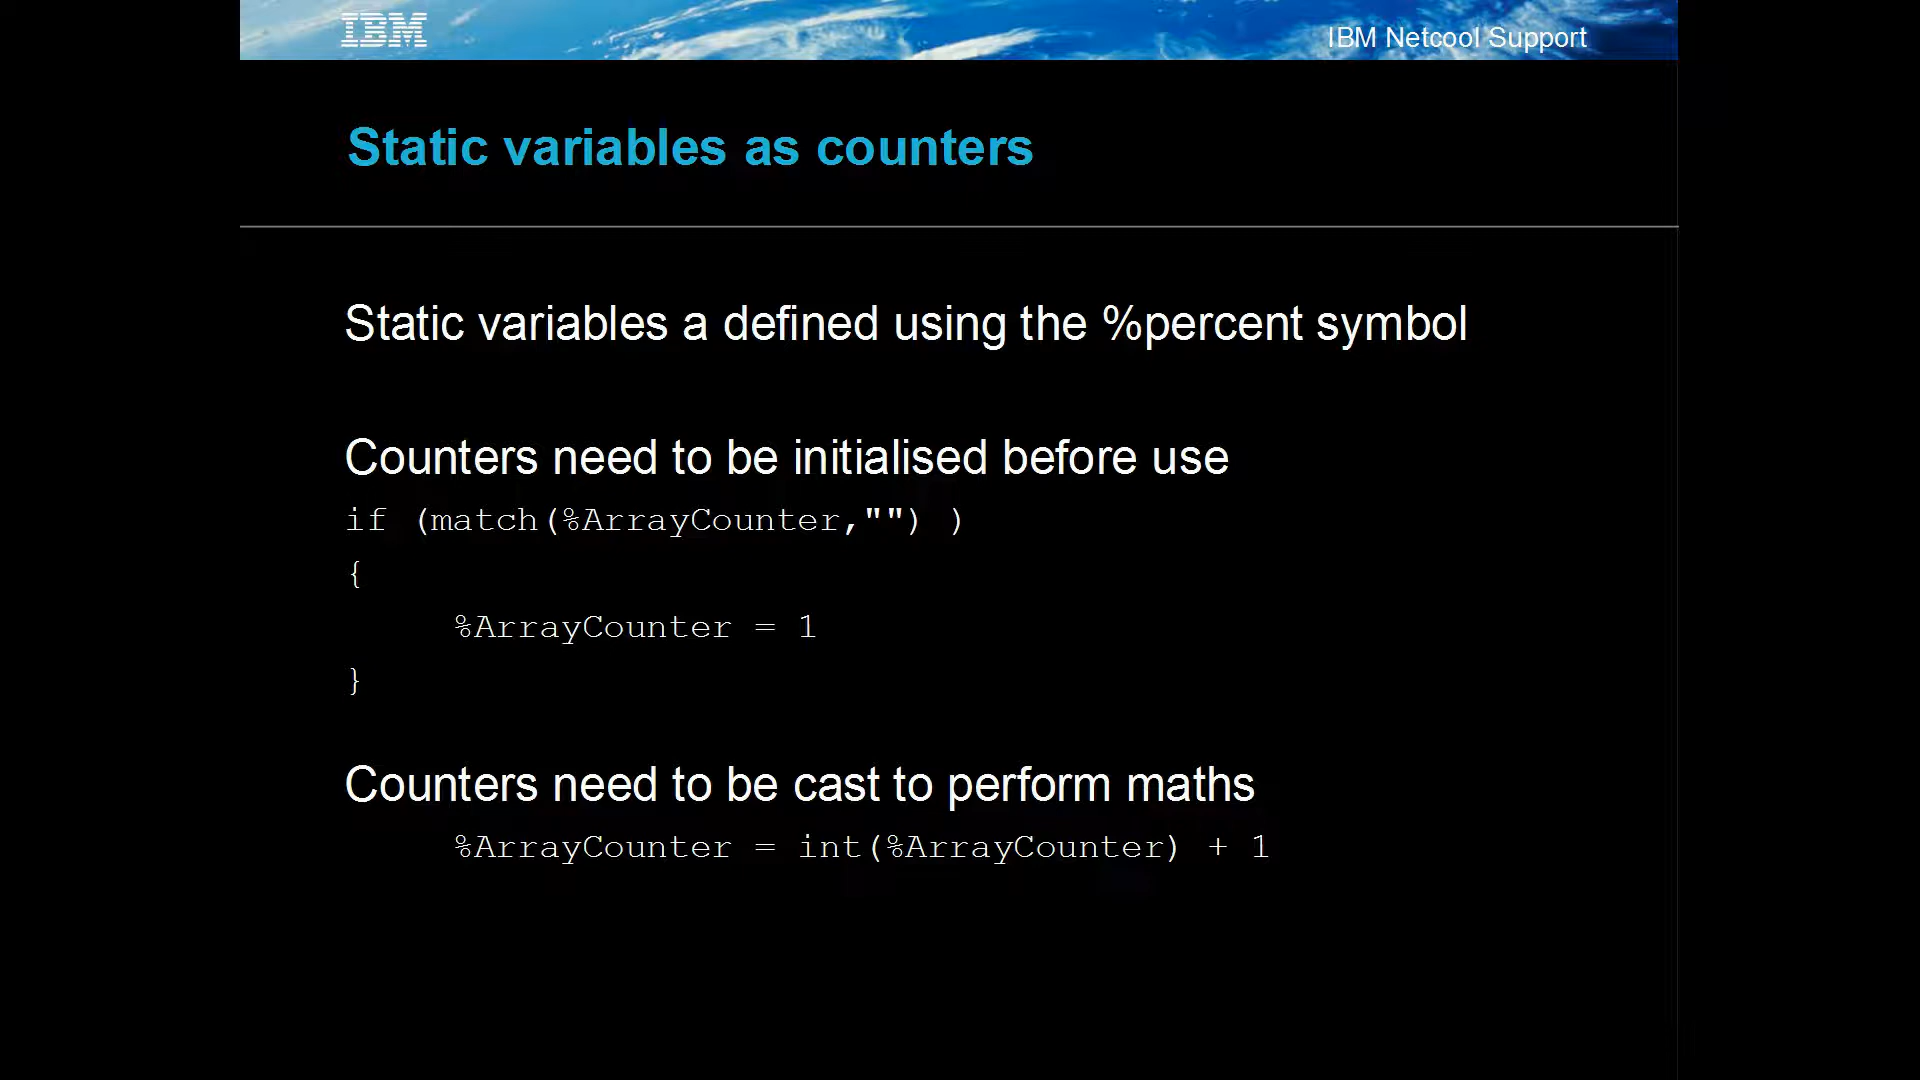 IBM
IBM Netcool Support
Static variables as counters
Static variables a defined using the %percent symbol
Counters need to be initialised before use
if (match(%ArrayCounter,"") )
{
%ArrayCounter = 1
}
Counters need to be cast to perform maths
%ArrayCounter = int(%ArrayCounter) + 1